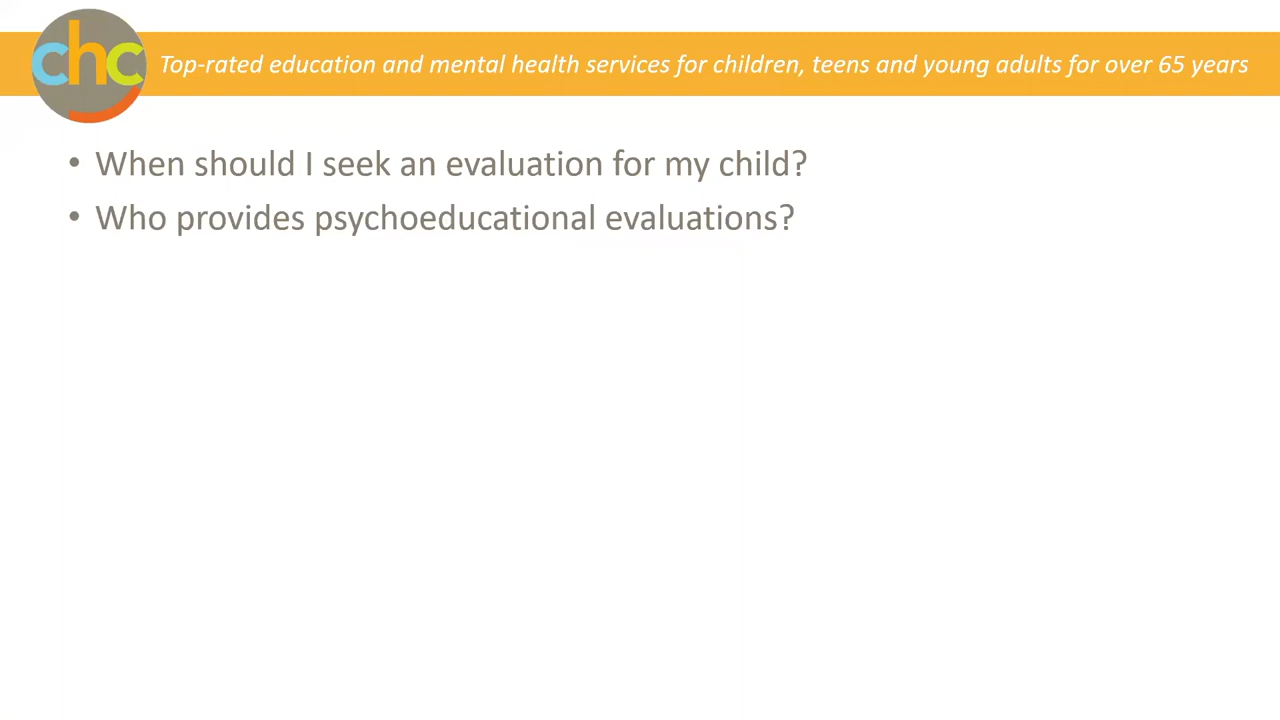 chc
Top-rated education and mental health services for children, teens and young adults for over 65 years
• When should I seek an evaluation for my child?
• Who provides psychoeducational evaluations?